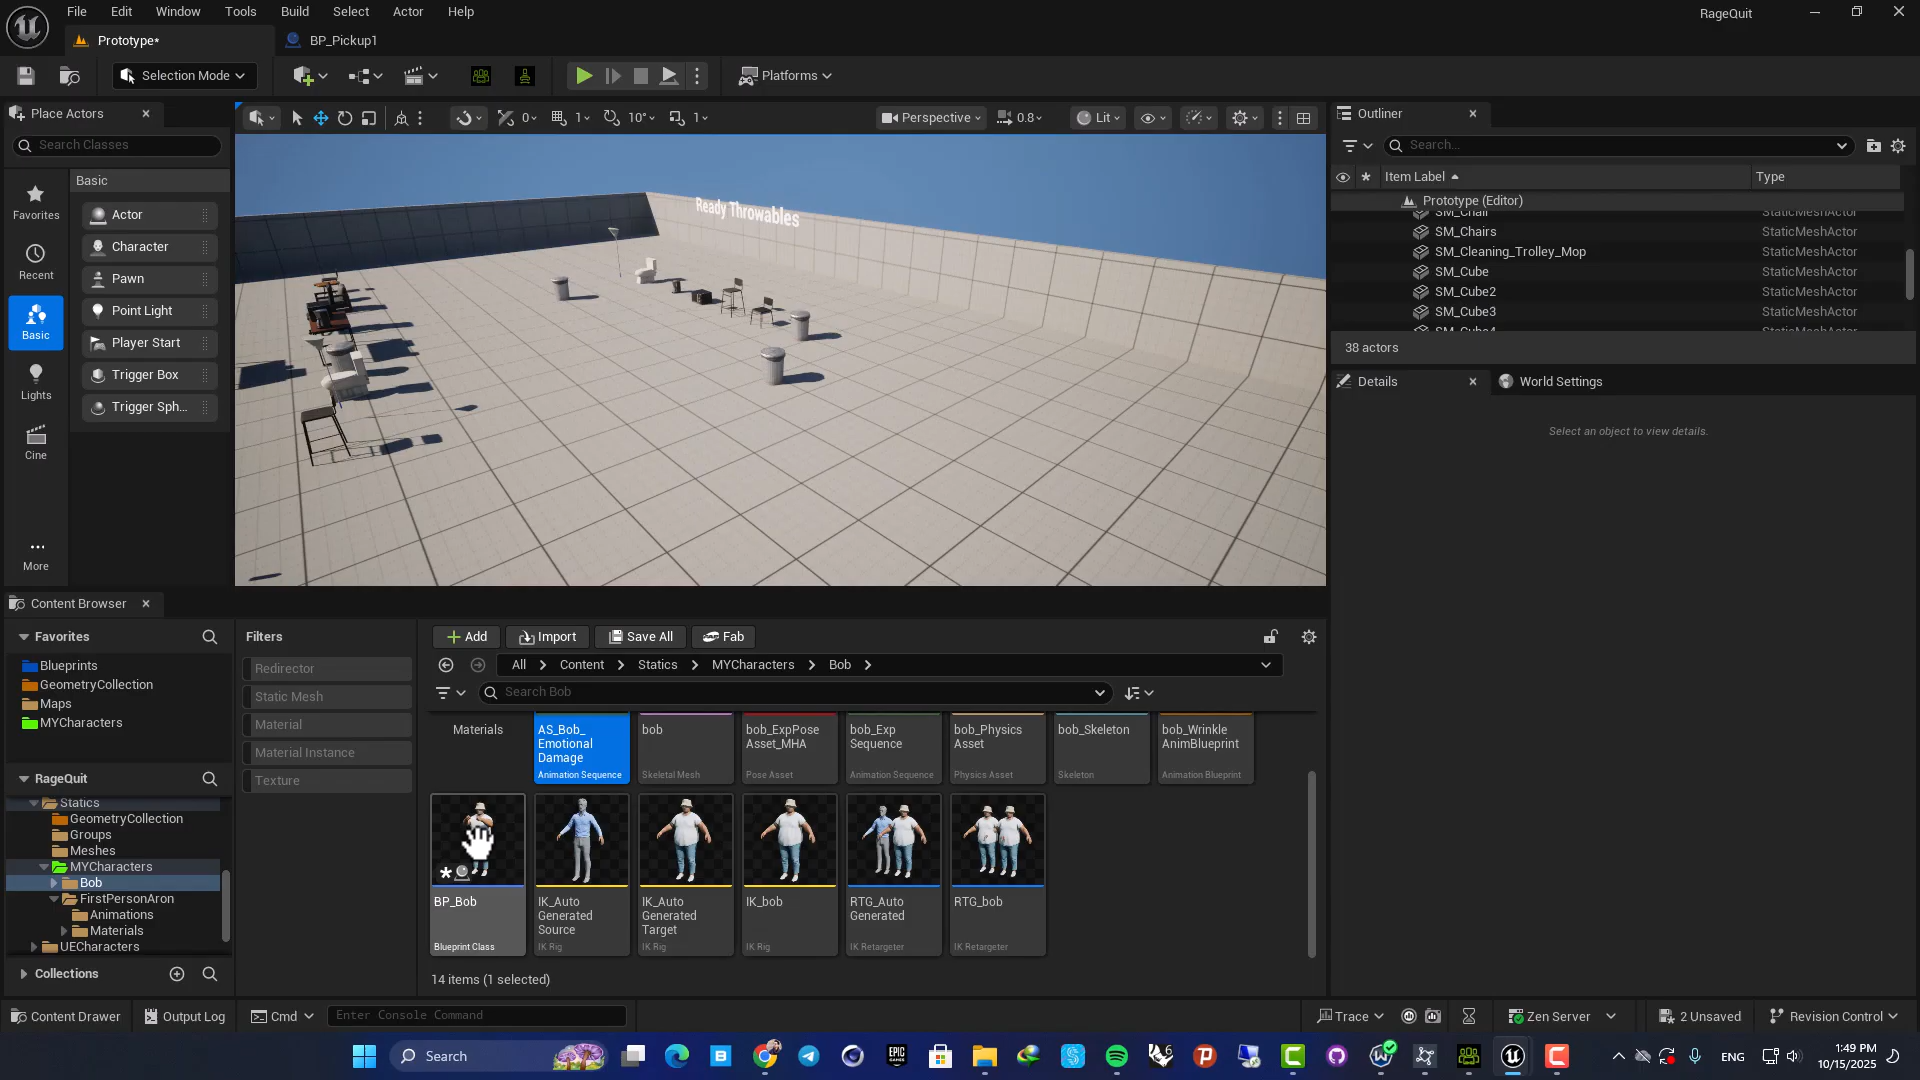 File Edit Window Tools Build Select Actor Help
RageQuit
Prototype*
BP_Pickup1
Selection Mode
Platforms
Place Actors
Search Classes
Favorites
Recent
Basic
Lights
Cine
More
Basic
Actor
Character
Pawn
Point Light
Player Start
Trigger Box
Trigger Sph...
0
1
10°
1
Perspective
0.8
Lit
Ready Throwables
Outliner
Search...
Item Label
Type
Prototype (Editor)
SM_Chair StaticMeshActor
SM_Chairs StaticMeshActor
SM_Cleaning_Trolley_Mop StaticMeshActor
SM_Cube StaticMeshActor
SM_Cube2 StaticMeshActor
SM_Cube3 StaticMeshActor
SM_Cube4 StaticMeshActor
38 actors
Details
World Settings
Select an object to view details.
Content Browser
Favorites
Blueprints
GeometryCollection
Maps
MYCharacters
RageQuit
Statics
GeometryCollection
Groups
Meshes
MYCharacters
Bob
FirstPersonAron
Animations
Materials
UECharacters
Collections
Filters
Redirector
Static Mesh
Material
Material Instance
Texture
Add
Import
Save All
Fab
All > Content > Statics > MYCharacters > Bob >
Search Bob
Materials
AS_Bob_
Emotional
Damage
Animation Sequence
bob
Skeletal Mesh
bob_ExpPose
Asset_MHA
Pose Asset
bob_Exp
Sequence
Animation Sequence
bob_Physics
Asset
Physics Asset
bob_Skeleton
Skeleton
bob_Wrinkle
AnimBlueprint
Animation Blueprint
BP_Bob
Blueprint Class
IK_Auto
Generated
Source
IK Rig
IK_Auto
Generated
Target
IK Rig
IK_bob
IK Rig
RTG_Auto
Generated
IK Retargeter
RTG_bob
IK Retargeter
14 items (1 selected)
Content Drawer
Output Log
Cmd
Enter Console Command
Trace
Zen Server
2 Unsaved
Revision Control
Search
EPIC
GAMES
6
ENG
1:49 PM
10/15/2025